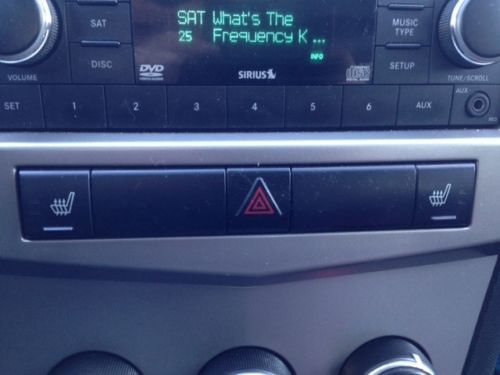 SAT What's The
25 Frequency K ...
INFO
SAT
MUSIC
TYPE
DISC
DVD
SIRIUS
SETUP
VOLUME
TUNE/SCROLL
SET 1 2 3 4 5 6 AUX
AUX